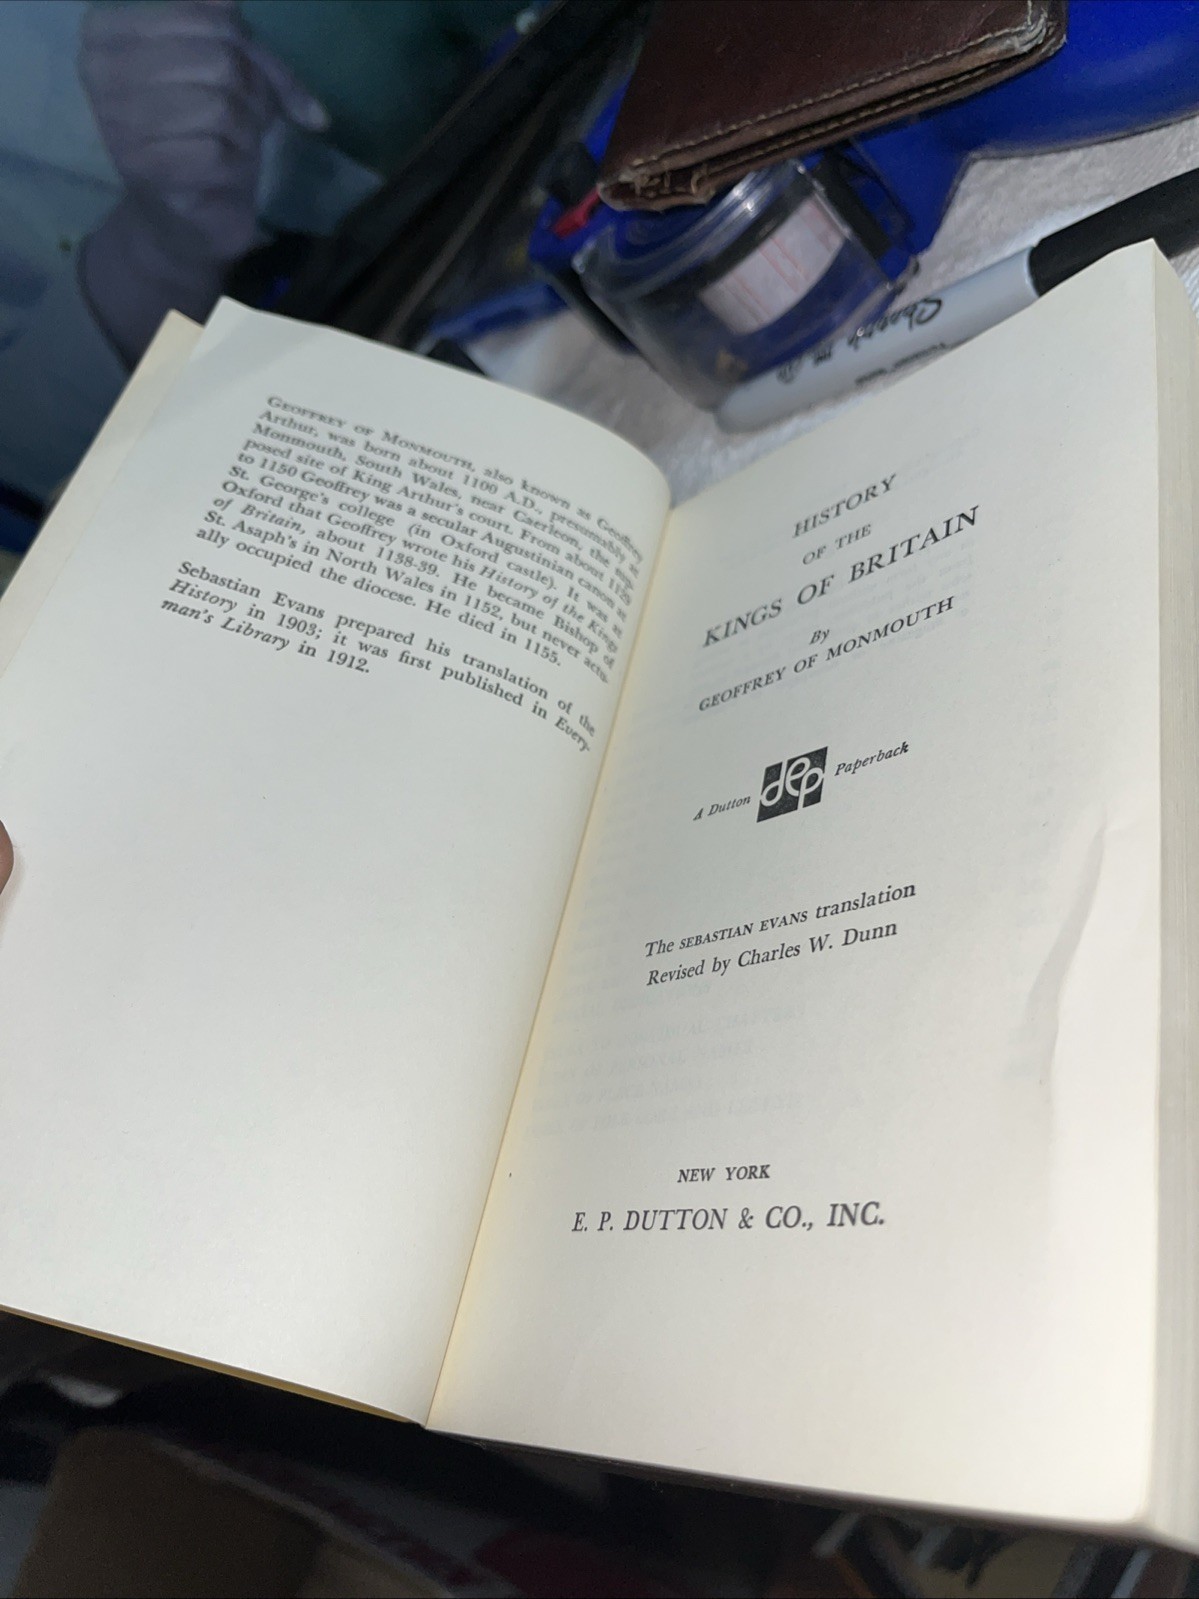 GEOFFREY OF MONMOUTH, also known as Geoffrey
Arthur, was born about 1100 A.D., presumably at
Monmouth, South Wales, near Caerleon, the sup-
posed site of King Arthur's court. From about 1129
to 1150 Geoffrey was a secular Augustinian canon at
St. George's college (in Oxford castle). It was at
Oxford that Geoffrey wrote his History of the Kings
of Britain, about 1138-39. He became Bishop of
St. Asaph's in North Wales in 1152, but never actu-
ally occupied the diocese. He died in 1155.
Sebastian Evans prepared his translation of the
History in 1903; it was first published in Every-
man's Library in 1912.
HISTORY
OF THE
KINGS OF BRITAIN
By
GEOFFREY OF MONMOUTH
A Dutton dep Paperback
The SEBASTIAN EVANS translation
Revised by Charles W. Dunn
NEW YORK
E. P. DUTTON & CO., INC.
Sharpie